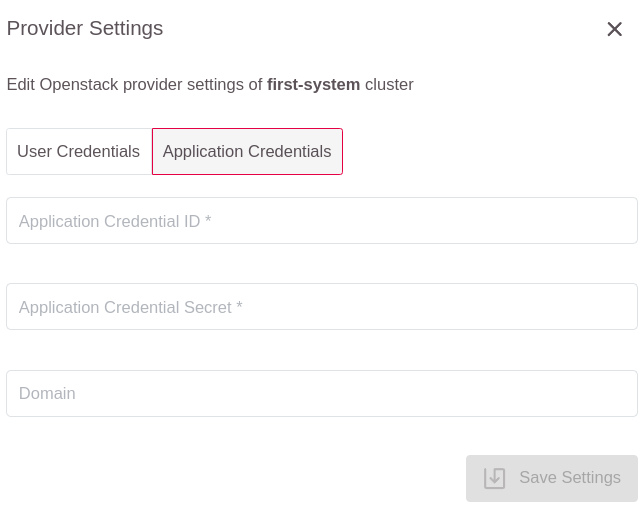 Provider Settings
Edit Openstack provider settings of first-system cluster
User Credentials Application Credentials
Application Credential ID *
Application Credential Secret *
Domain
Save Settings